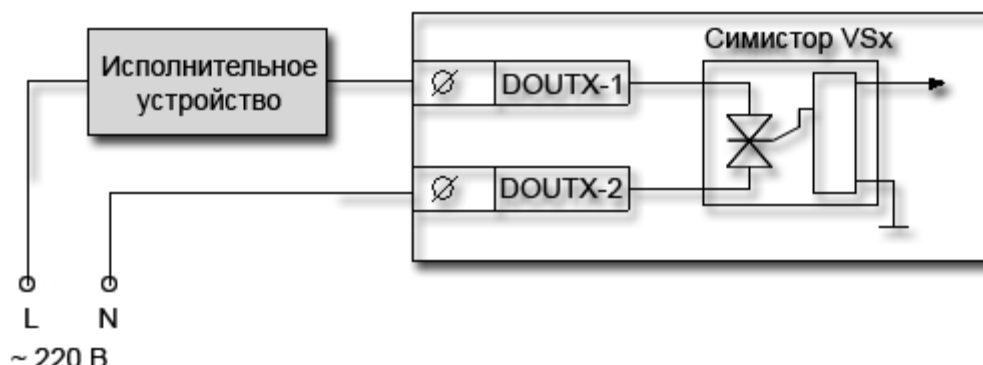 Симистор VSx
Исполнительное
устройство
DOUTX-1
DOUTX-2
L N
~ 220 В